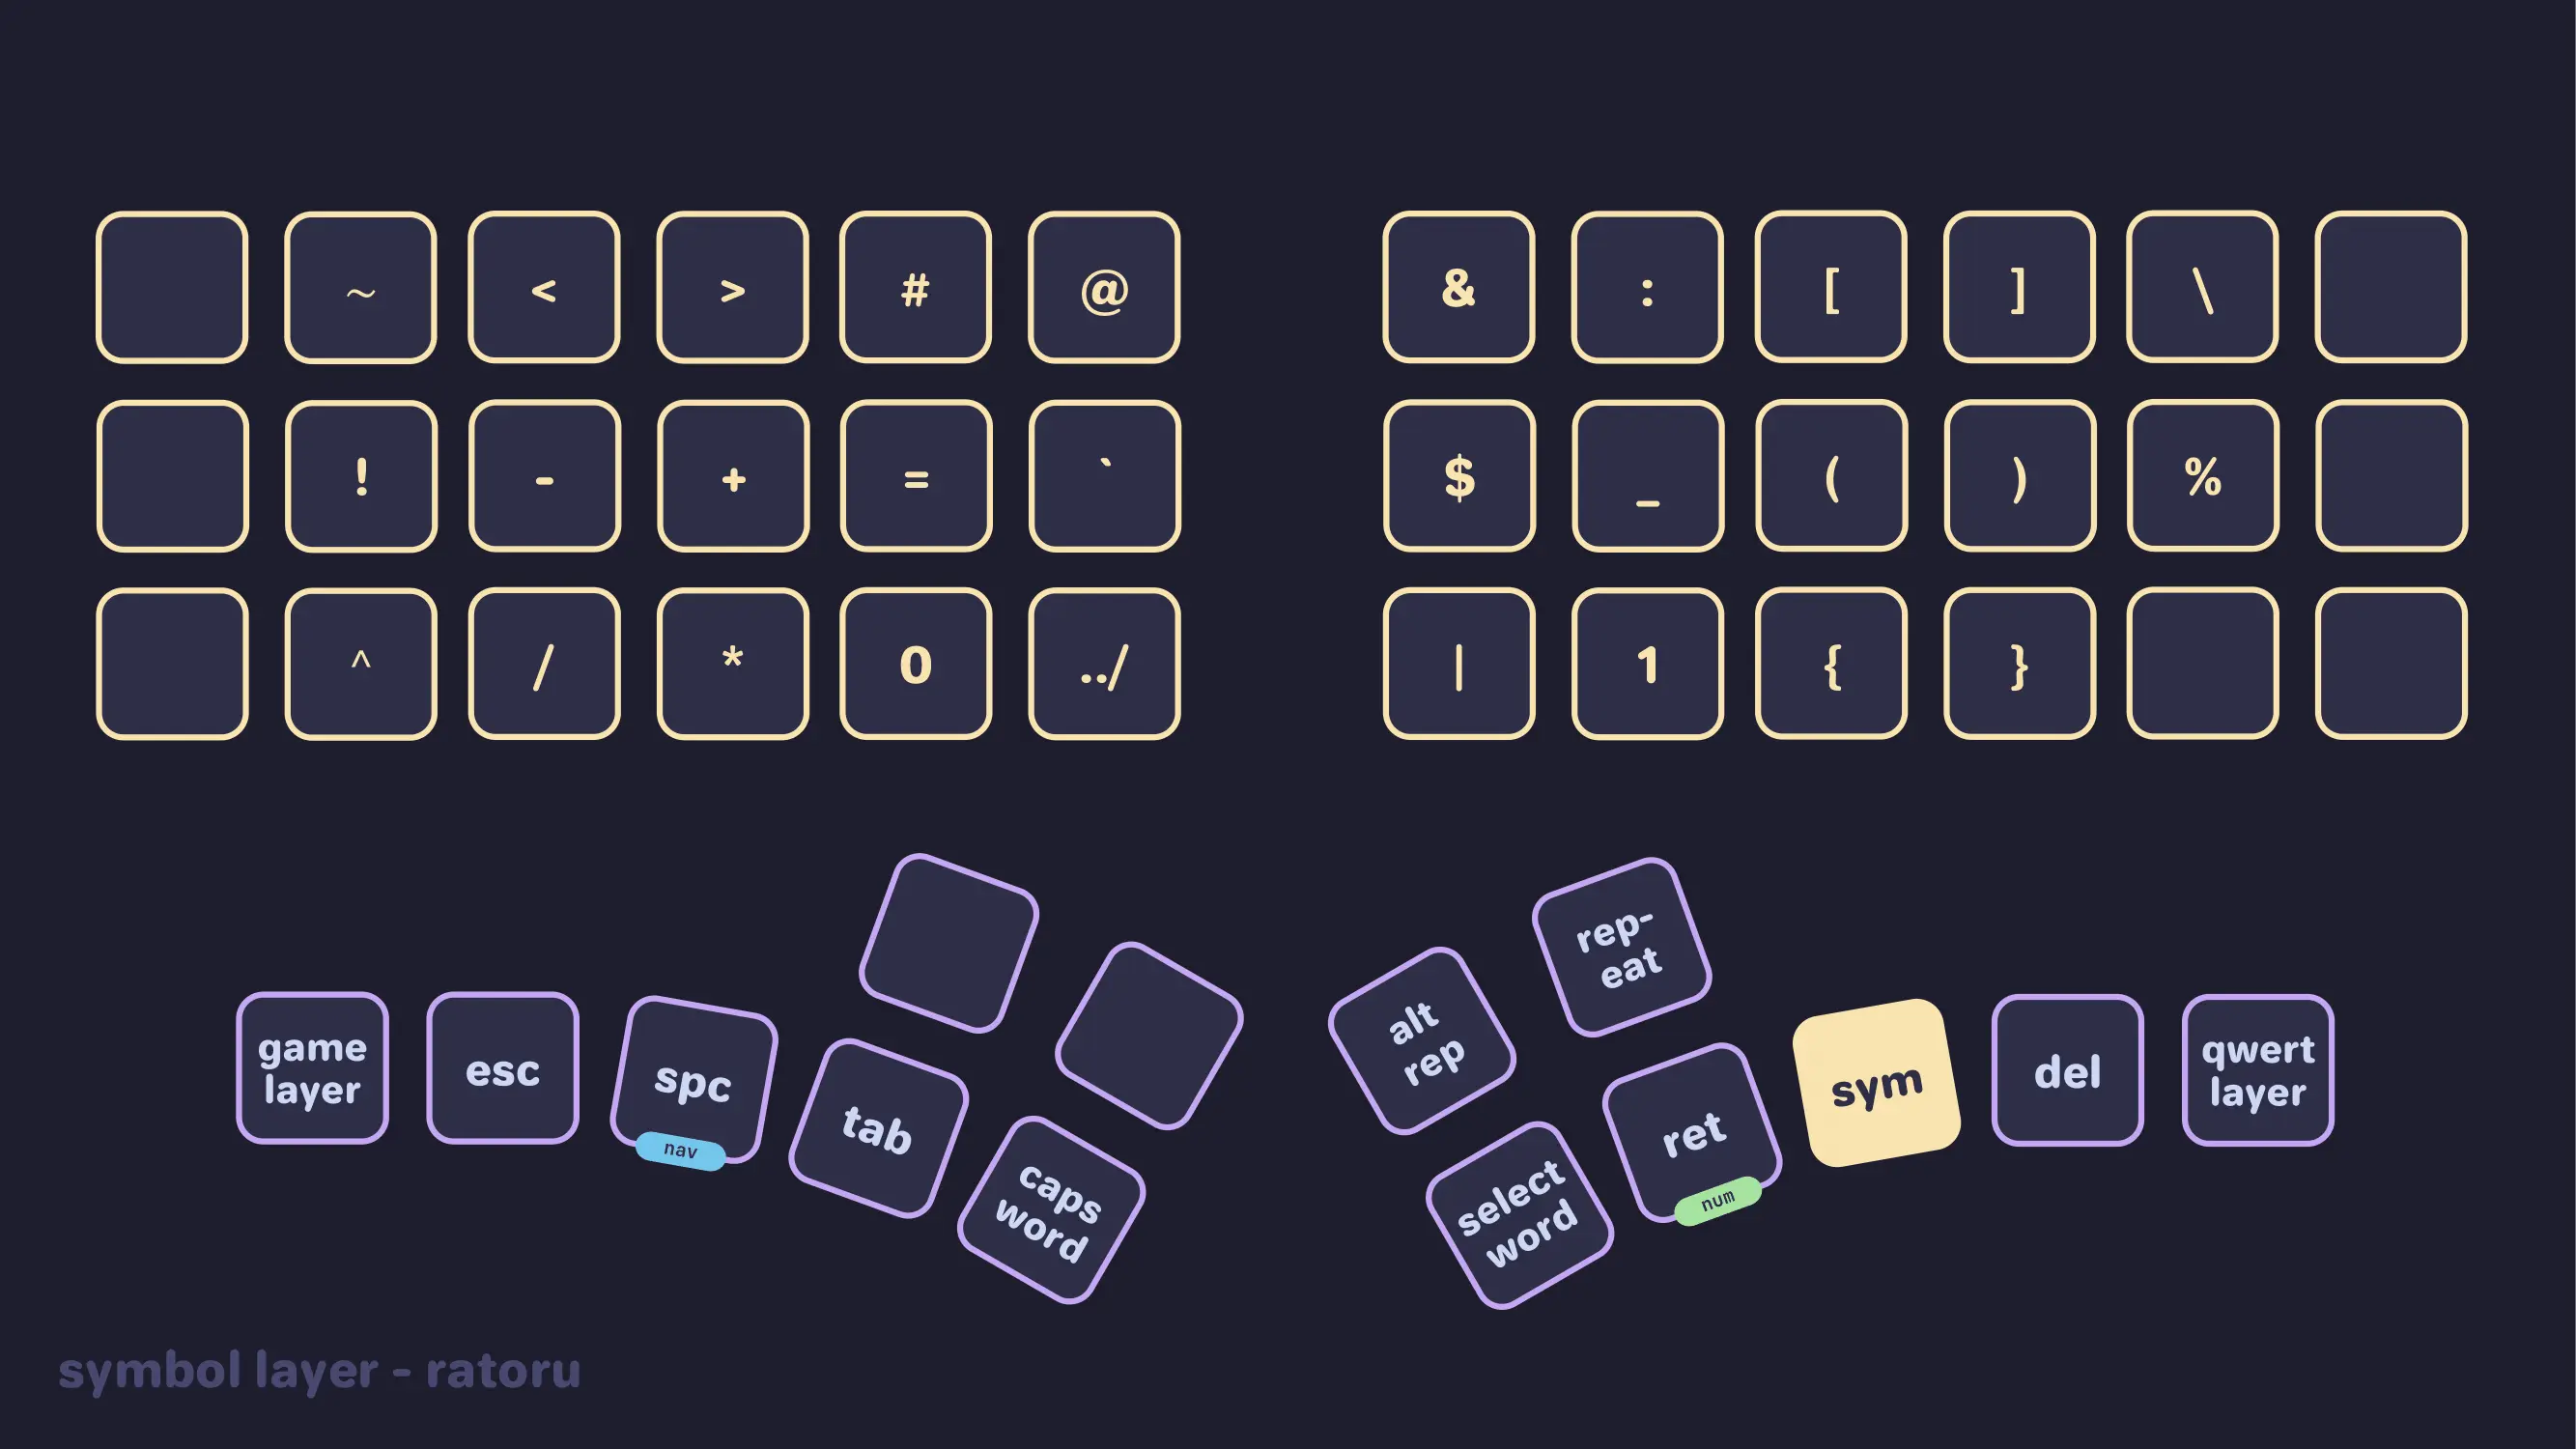 ~ < > # @ & : [ ] \
! - + = ` $ _ ( ) %
^ / * 0 ../ | 1 { }
rep-
eat
alt
rep
game
layer
esc
spc
nav
tab
caps
word
select
word
ret
num
sym
del
qwert
layer
symbol layer - ratoru